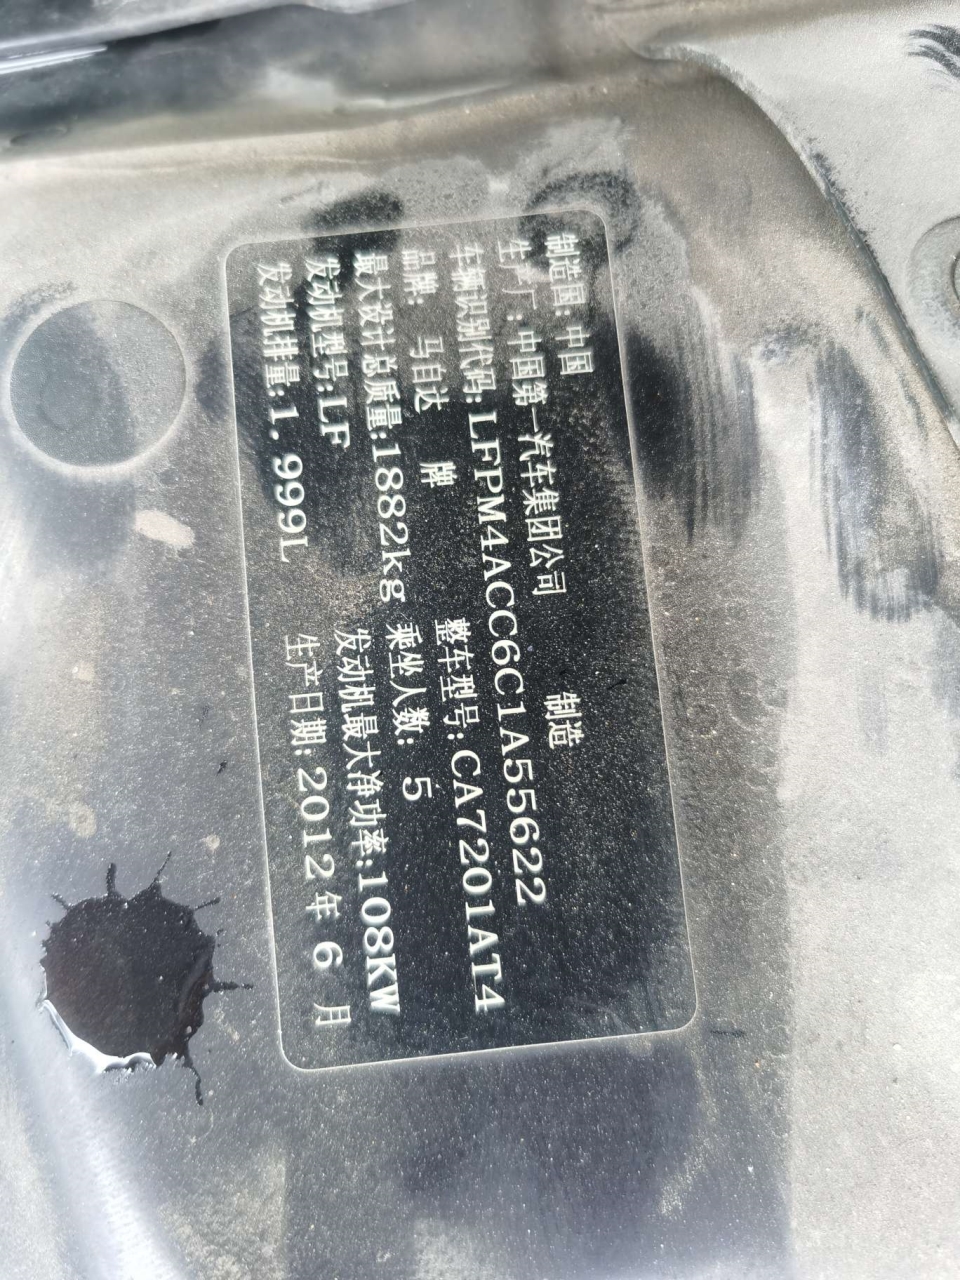 制造国: 中国
生产厂: 中国第一汽车集团公司 制造
车辆识别代码: LFPM4ACC6C1A55622
品牌: 马自达 牌 整车型号: CA7201AT4
最大设计总质量: 1882kg 乘坐人数: 5
发动机型号: LF 发动机最大净功率: 108KW
发动机排量: 1.999L 生产日期: 2012年 6 月